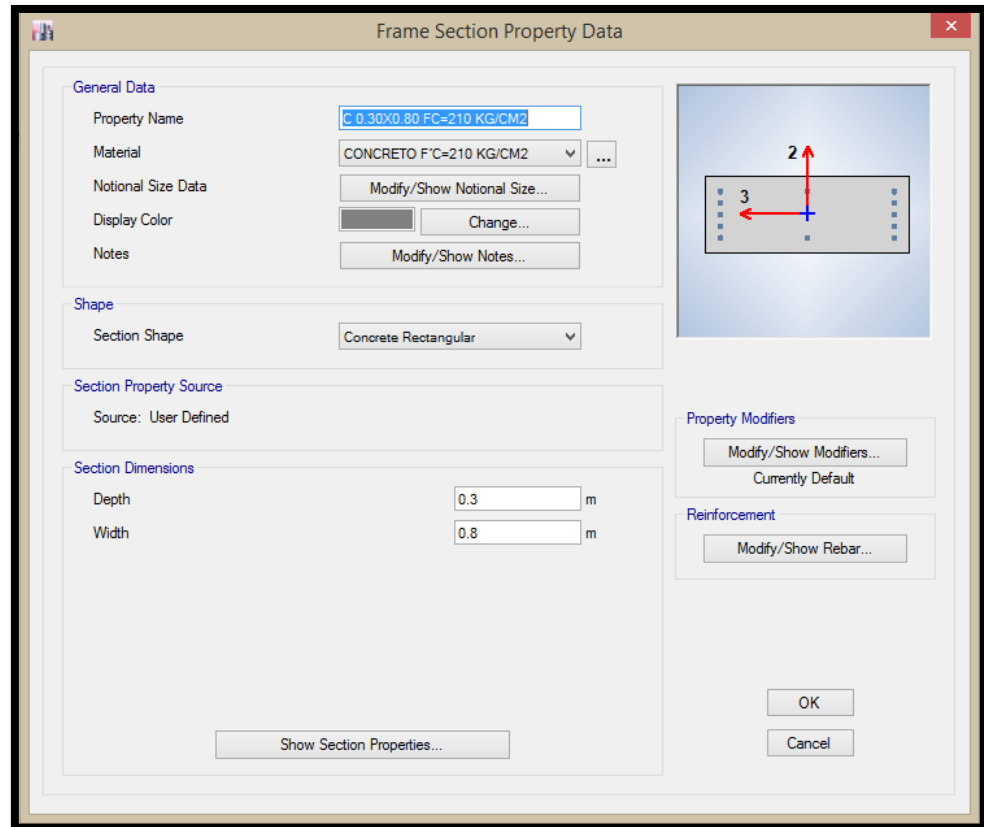 Frame Section Property Data
General Data
Property Name C 0.30X0.80 FC=210 KG/CM2
Material CONCRETO F´C=210 KG/CM2 ...
Notional Size Data Modify/Show Notional Size...
Display Color Change...
Notes Modify/Show Notes...
2
3
Shape
Section Shape Concrete Rectangular
Section Property Source
Source: User Defined
Property Modifiers
Modify/Show Modifiers...
Currently Default
Section Dimensions
Depth 0.3 m
Width 0.8 m
Reinforcement
Modify/Show Rebar...
Show Section Properties...
OK
Cancel